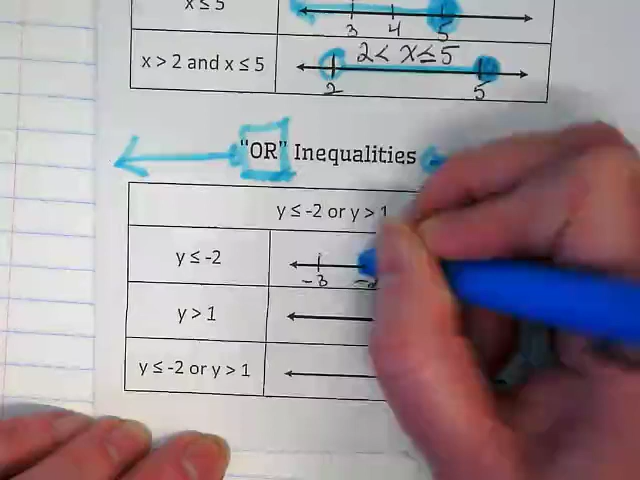 x ≤ 5
3 4 5
x > 2 and x ≤ 5
2 < x ≤ 5
2 5
"OR" Inequalities
y ≤ -2 or y > 1
y ≤ -2
-3 -2
y > 1
y ≤ -2 or y > 1